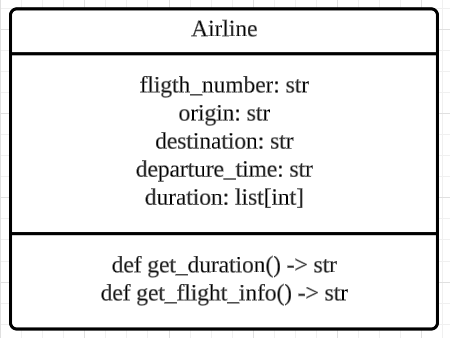 Airline
fligth_number: str
origin: str
destination: str
departure_time: str
duration: list[int]
def get_duration() -> str
def get_flight_info() -> str